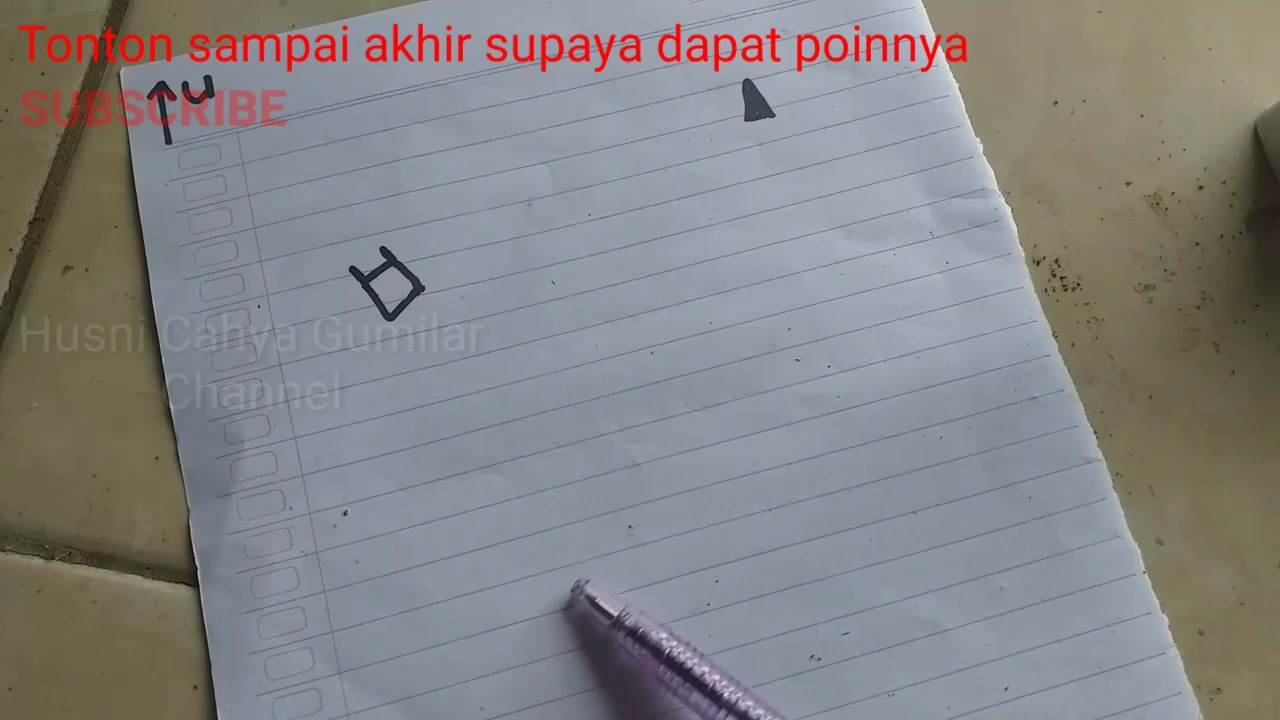 Tonton sampai akhir supaya dapat poinnya
SUBSCRIBE
u
Husni Cahya Gumilar
Channel